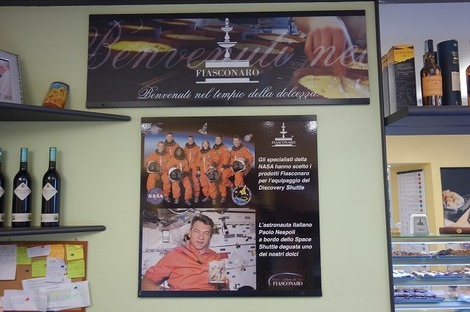 Benvenuti nel
FIASCONARO
Benvenuti nel tempio della dolcezza.
FIASCONARO
Gli specialisti della
NASA hanno scelto i
prodotti Fiasconaro
per l'equipaggio del
Discovery Shuttle
NASA
L'astronauta italiano
Paolo Nespoli
a bordo dello Space
Shuttle degusta uno
dei nostri dolci
FIASCONARO